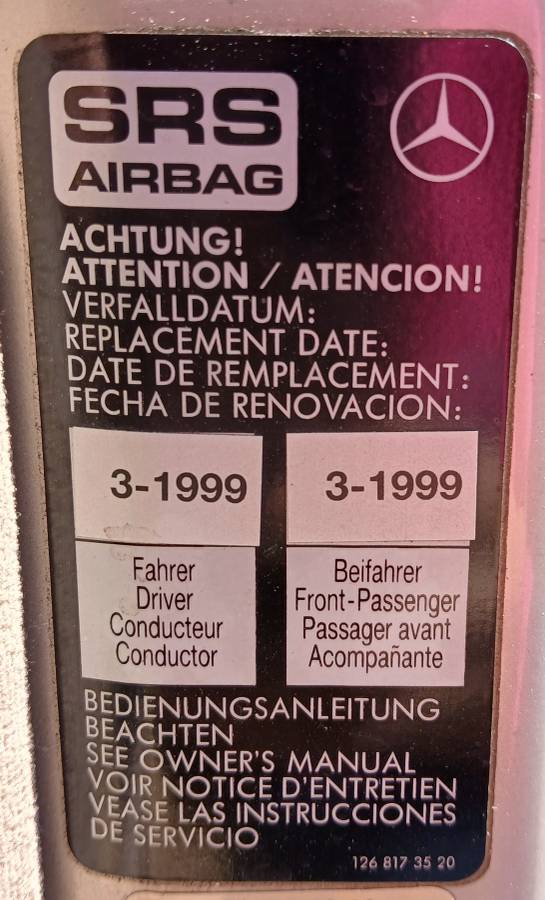 SRS
AIRBAG
ACHTUNG!
ATTENTION / ATENCION!
VERFALLDATUM:
REPLACEMENT DATE:
DATE DE REMPLACEMENT:
FECHA DE RENOVACION:
3-1999
3-1999
Fahrer
Driver
Conducteur
Conductor
Beifahrer
Front-Passenger
Passager avant
Acompañante
BEDIENUNGSANLEITUNG
BEACHTEN
SEE OWNER'S MANUAL
VOIR NOTICE D'ENTRETIEN
VEASE LAS INSTRUCCIONES
DE SERVICIO
126 817 35 20